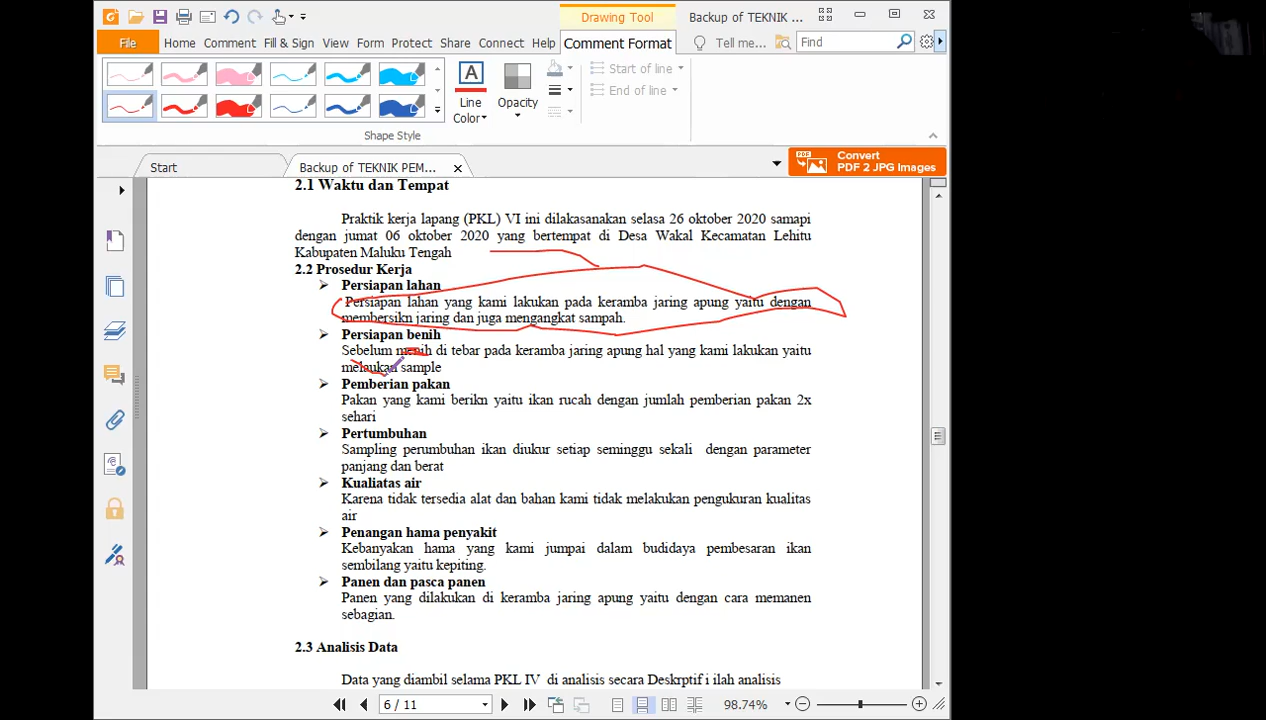 Drawing Tool
Backup of TEKNIK ...
File
Home
Comment
Fill & Sign
View
Form
Protect
Share
Connect
Help
Comment Format
Tell me...
Find
Line
Color
Opacity
Start of line
End of line
Shape Style
Start
Backup of TEKNIK PEM...
Convert
PDF 2 JPG Images
2.1 Waktu dan Tempat
Praktik kerja lapang (PKL) VI ini dilakasanakan selasa 26 oktober 2020 samapi
dengan jumat 06 oktober 2020 yang bertempat di Desa Wakal Kecamatan Lehitu
Kabupaten Maluku Tengah
2.2 Prosedur Kerja
➢ Persiapan lahan
Persiapan lahan yang kami lakukan pada keramba jaring apung yaitu dengan
membersikn jaring dan juga mengangkat sampah.
➢ Persiapan benih
Sebelum menih di tebar pada keramba jaring apung hal yang kami lakukan yaitu
melaukan sample
➢ Pemberian pakan
Pakan yang kami berikn yaitu ikan rucah dengan jumlah pemberian pakan 2x
sehari
➢ Pertumbuhan
Sampling perumbuhan ikan diukur setiap seminggu sekali dengan parameter
panjang dan berat
➢ Kualiatas air
Karena tidak tersedia alat dan bahan kami tidak melakukan pengukuran kualitas
air
➢ Penangan hama penyakit
Kebanyakan hama yang kami jumpai dalam budidaya pembesaran ikan
sembilang yaitu kepiting.
➢ Panen dan pasca panen
Panen yang dilakukan di keramba jaring apung yaitu dengan cara memanen
sebagian.
2.3 Analisis Data
Data yang diambil selama PKL IV di analisis secara Deskrptif i ilah analisis
6 / 11
98.74%